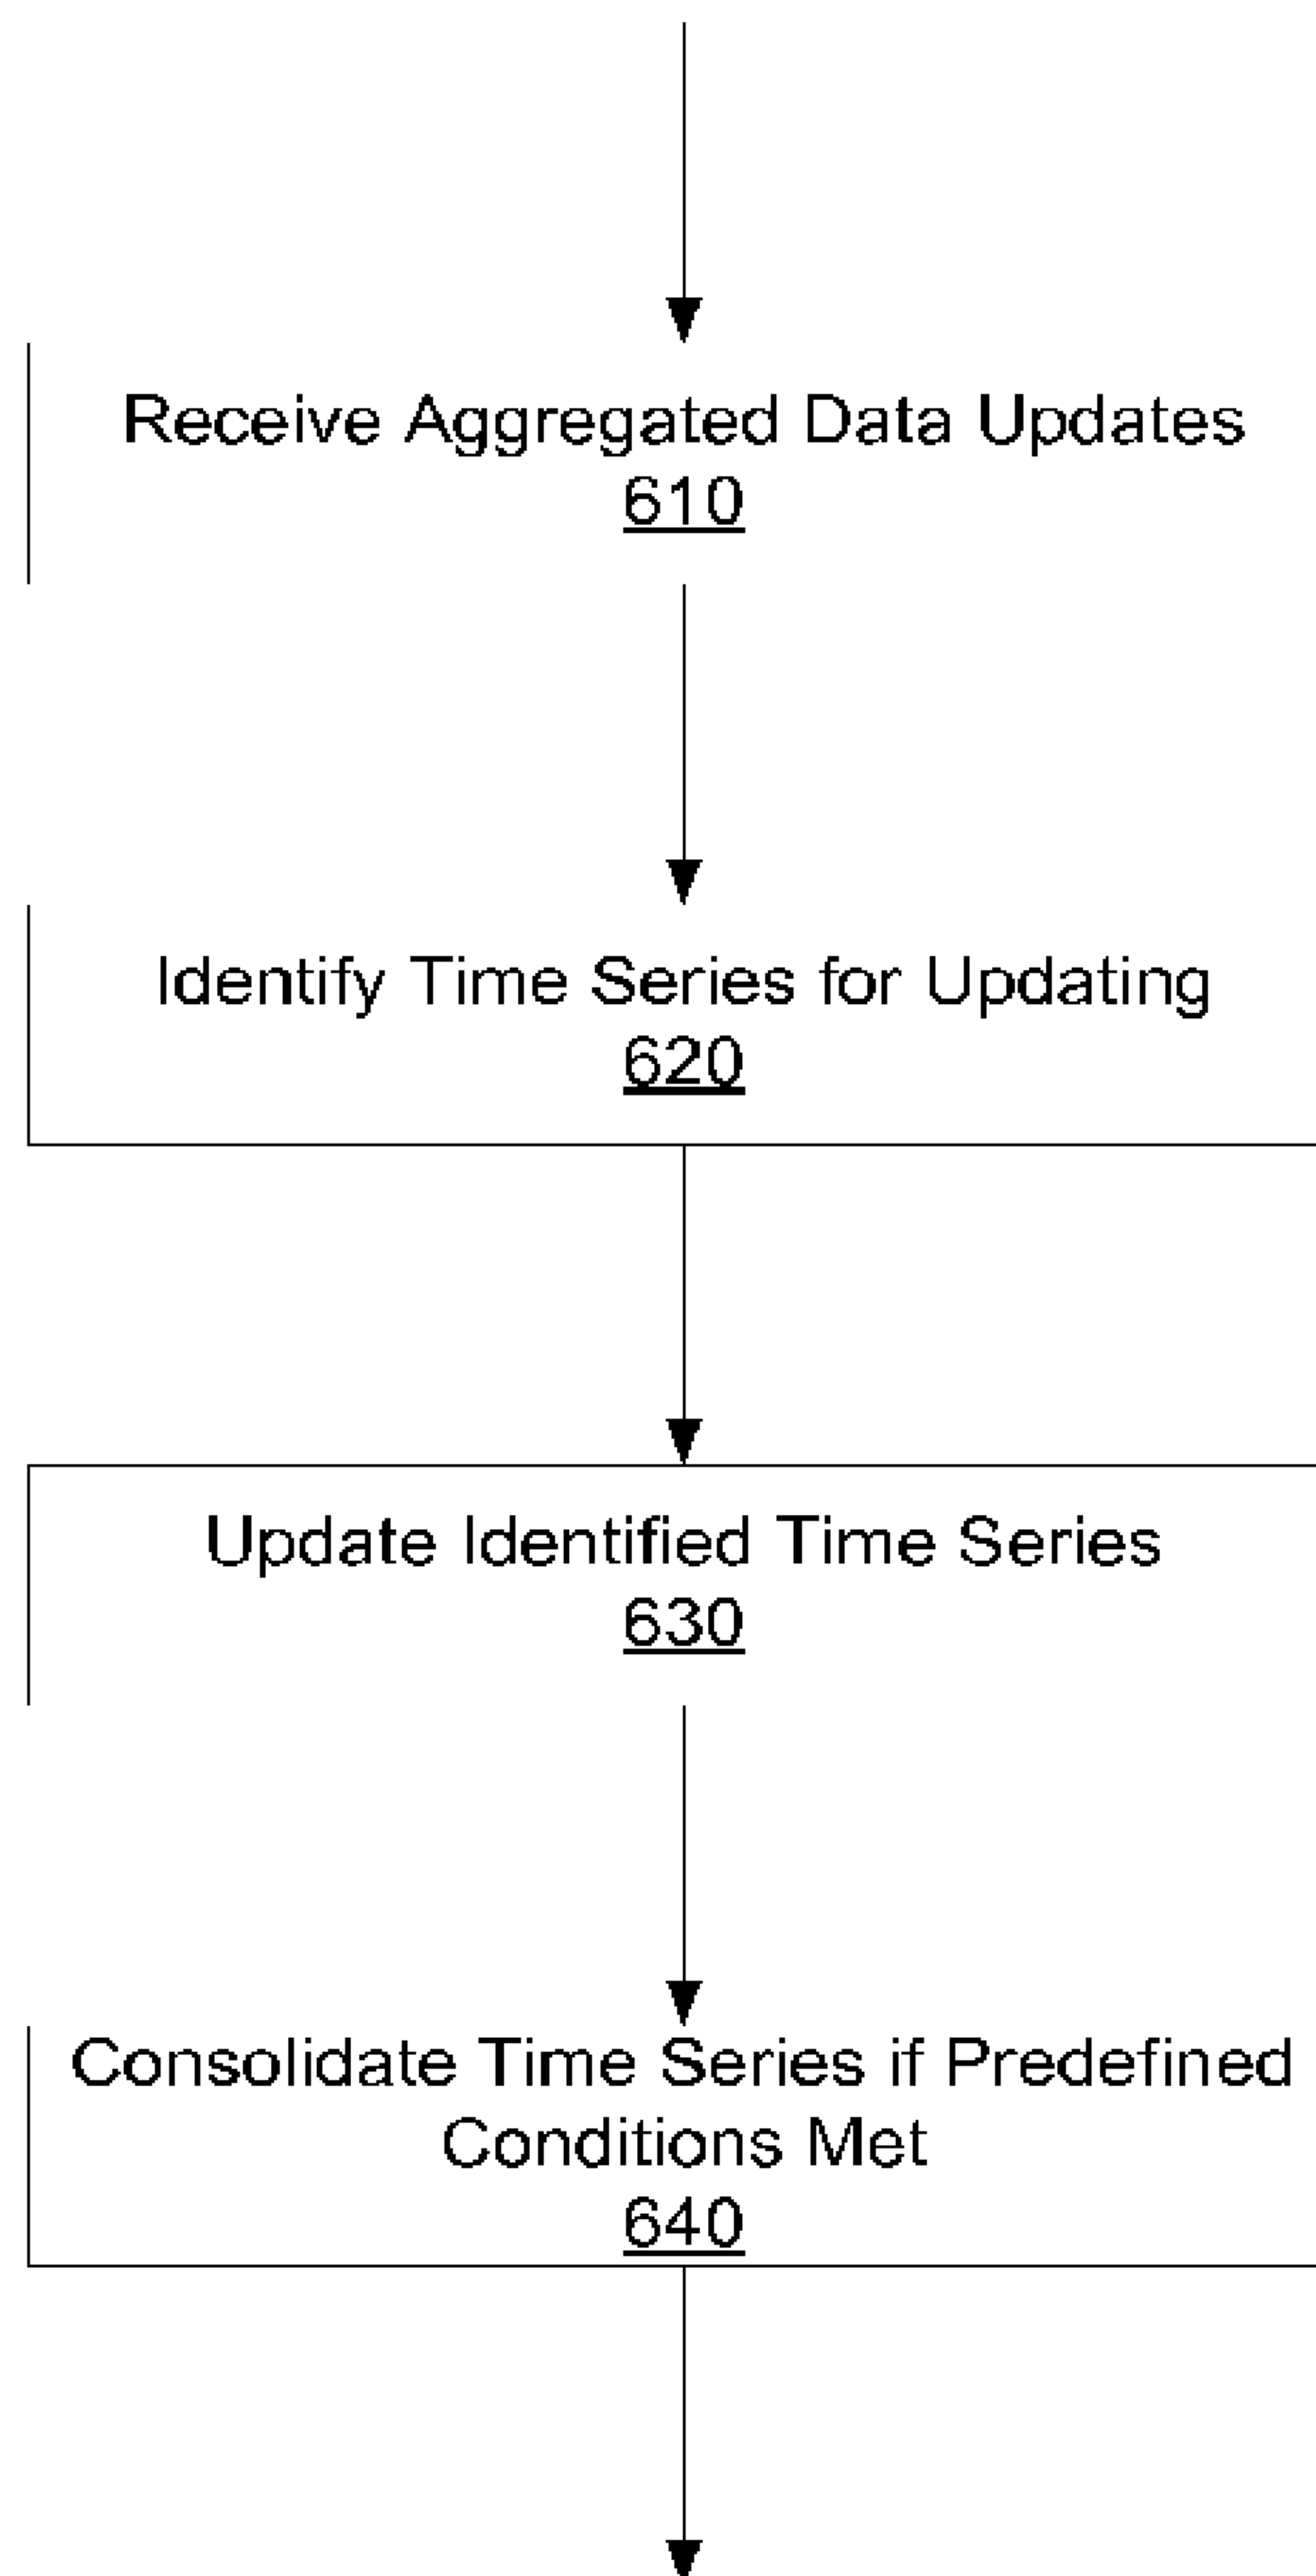 Receive Aggregated Data Updates
610
Identify Time Series for Updating
620
Update Identified Time Series
630
Consolidate Time Series if Predefined
Conditions Met
640